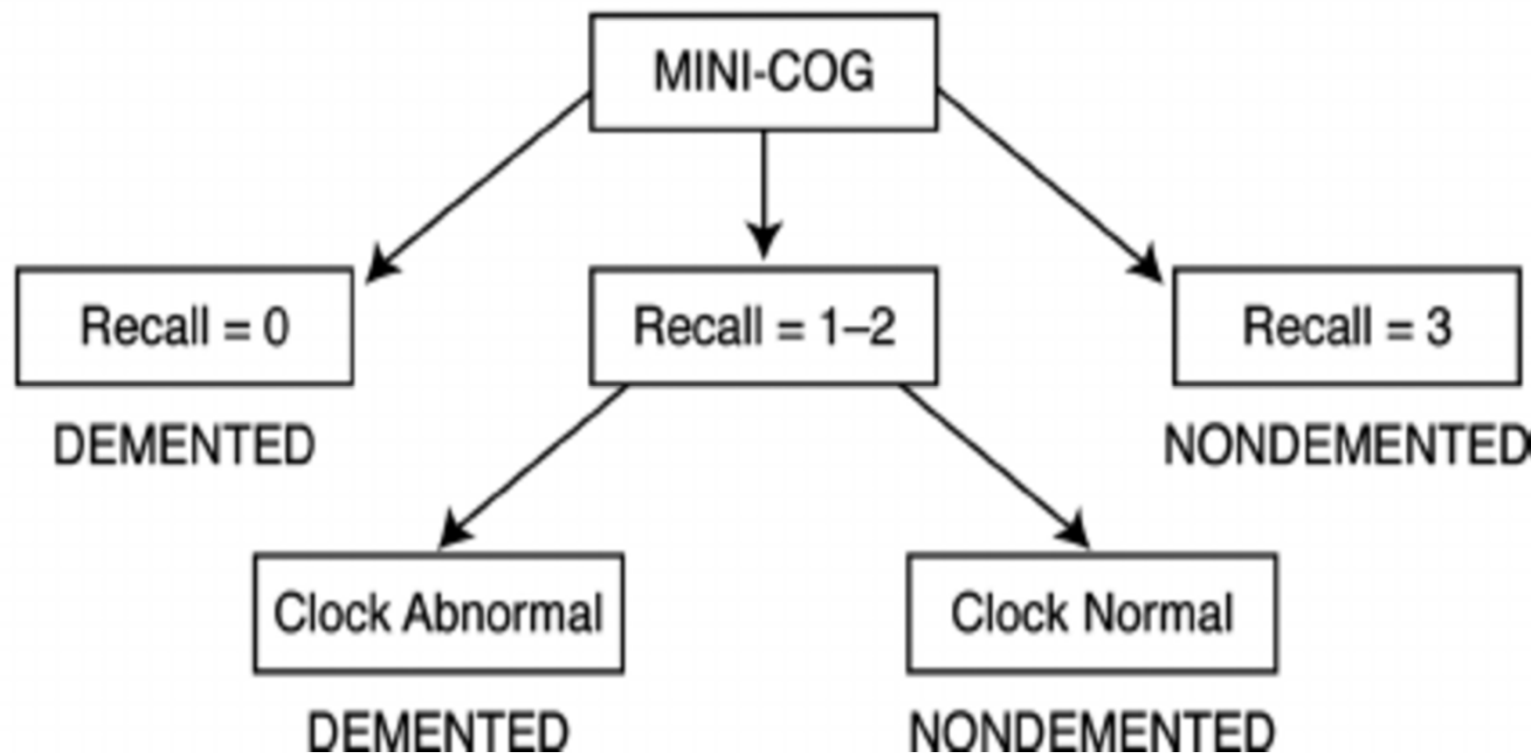 MINI-COG
Recall = 0
Recall = 1–2
Recall = 3
DEMENTED
NONDEMENTED
Clock Abnormal
Clock Normal
DEMENTED
NONDEMENTED